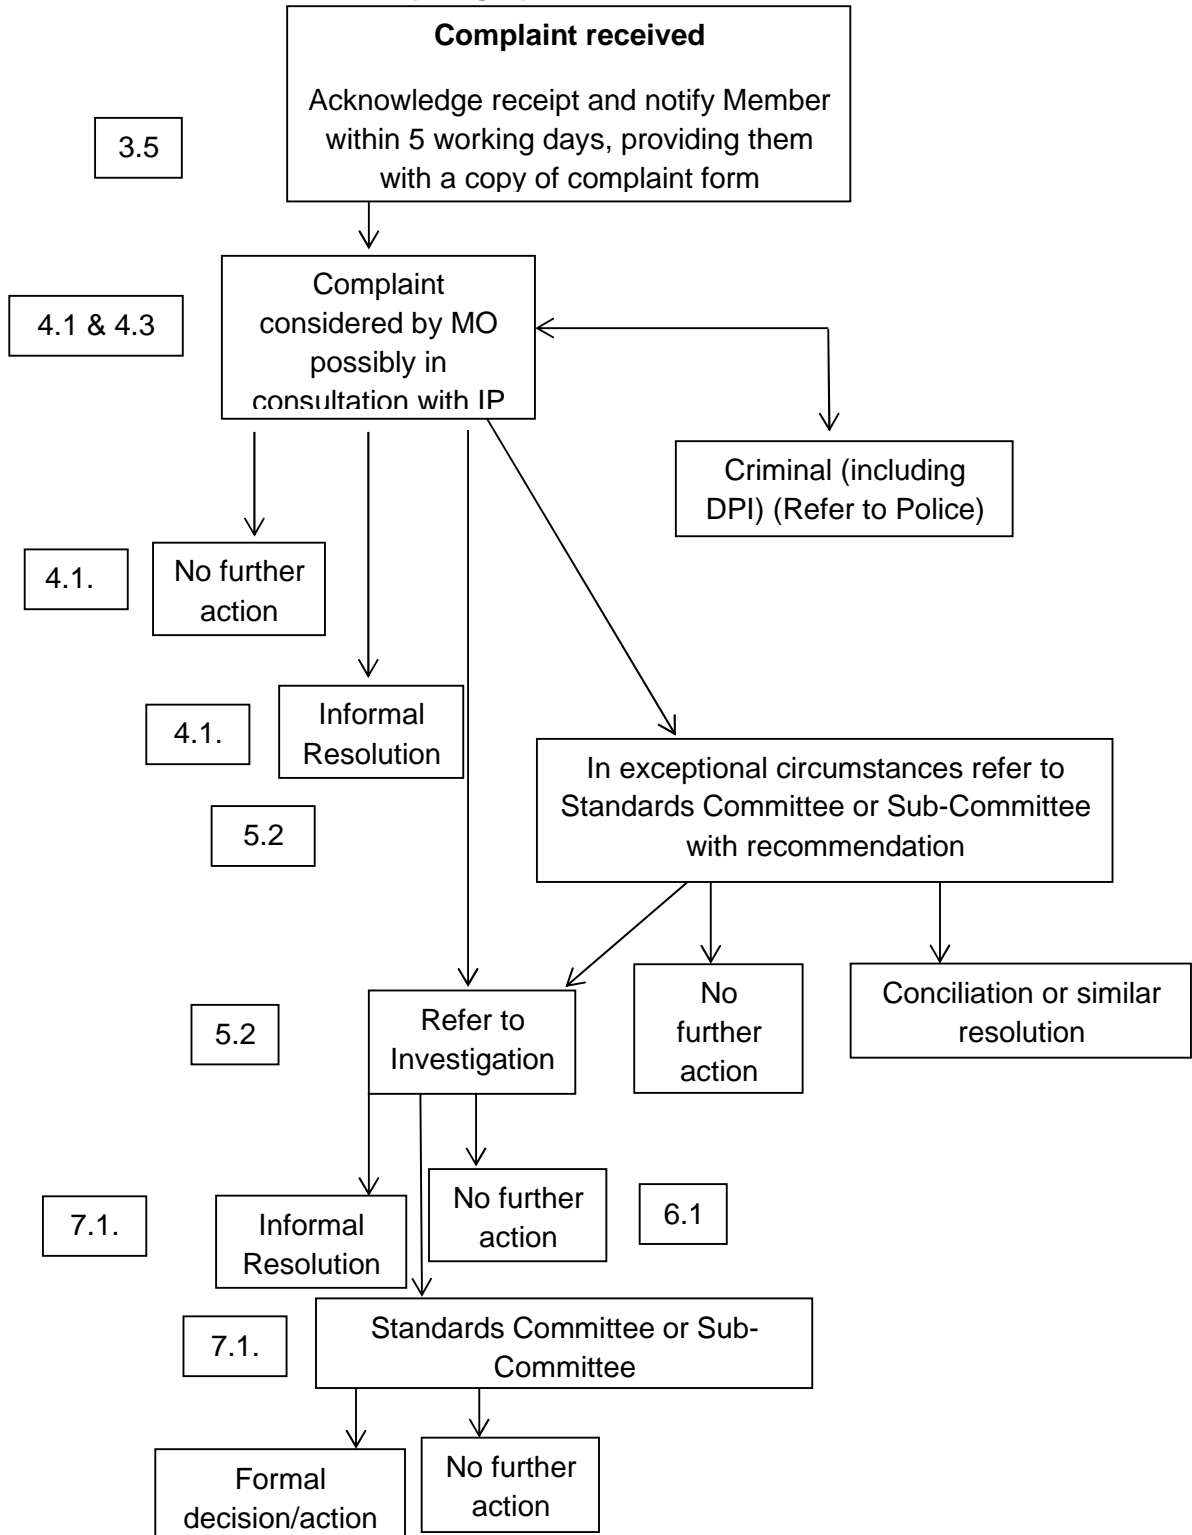 Complaint received
Acknowledge receipt and notify Member
within 5 working days, providing them
with a copy of complaint form
3.5
Complaint
considered by MO
possibly in
consultation with IP
4.1 & 4.3
Criminal (including
DPI) (Refer to Police)
4.1.
No further
action
4.1.
Informal
Resolution
5.2
In exceptional circumstances refer to
Standards Committee or Sub-Committee
with recommendation
5.2
Refer to
Investigation
No
further
action
Conciliation or similar
resolution
7.1.
Informal
Resolution
No further
action
6.1
7.1.
Standards Committee or Sub-
Committee
Formal
decision/action
No further
action